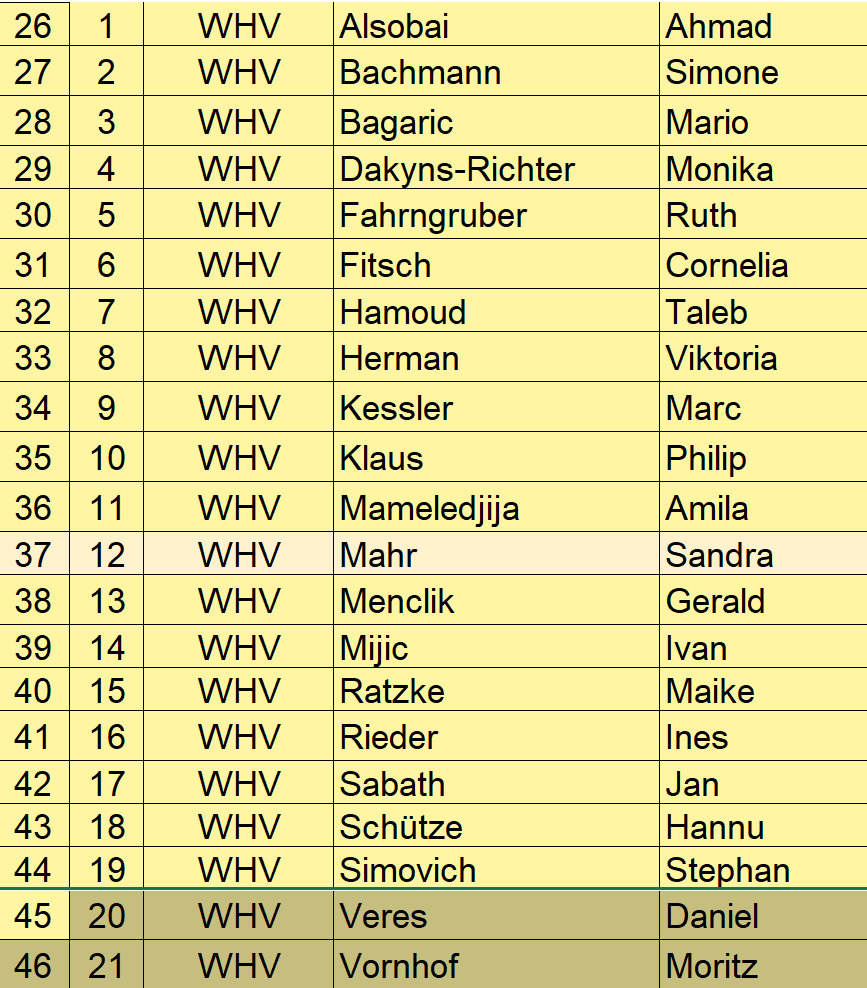 26 1 WHV Alsobai Ahmad
27 2 WHV Bachmann Simone
28 3 WHV Bagaric Mario
29 4 WHV Dakyns-Richter Monika
30 5 WHV Fahrngruber Ruth
31 6 WHV Fitsch Cornelia
32 7 WHV Hamoud Taleb
33 8 WHV Herman Viktoria
34 9 WHV Kessler Marc
35 10 WHV Klaus Philip
36 11 WHV Mameledjija Amila
37 12 WHV Mahr Sandra
38 13 WHV Menclik Gerald
39 14 WHV Mijic Ivan
40 15 WHV Ratzke Maike
41 16 WHV Rieder Ines
42 17 WHV Sabath Jan
43 18 WHV Schütze Hannu
44 19 WHV Simovich Stephan
45 20 WHV Veres Daniel
46 21 WHV Vornhof Moritz